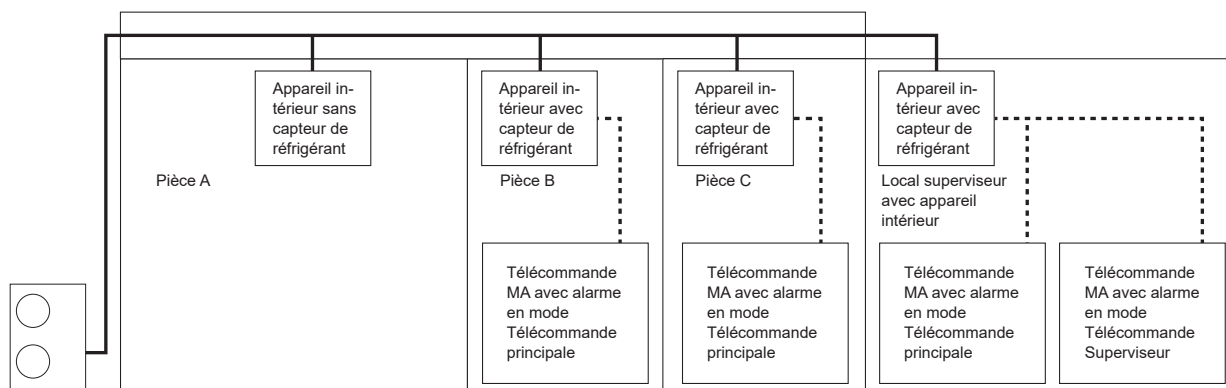 Appareil in-
térieur sans
capteur de
réfrigérant
Appareil in-
térieur avec
capteur de
réfrigérant
Appareil in-
térieur avec
capteur de
réfrigérant
Appareil in-
térieur avec
capteur de
réfrigérant
Pièce A
Pièce B
Pièce C
Local superviseur
avec appareil
intérieur
Télécommande
MA avec alarme
en mode
Télécommande
principale
Télécommande
MA avec alarme
en mode
Télécommande
principale
Télécommande
MA avec alarme
en mode
Télécommande
principale
Télécommande
MA avec alarme
en mode
Télécommande
Superviseur